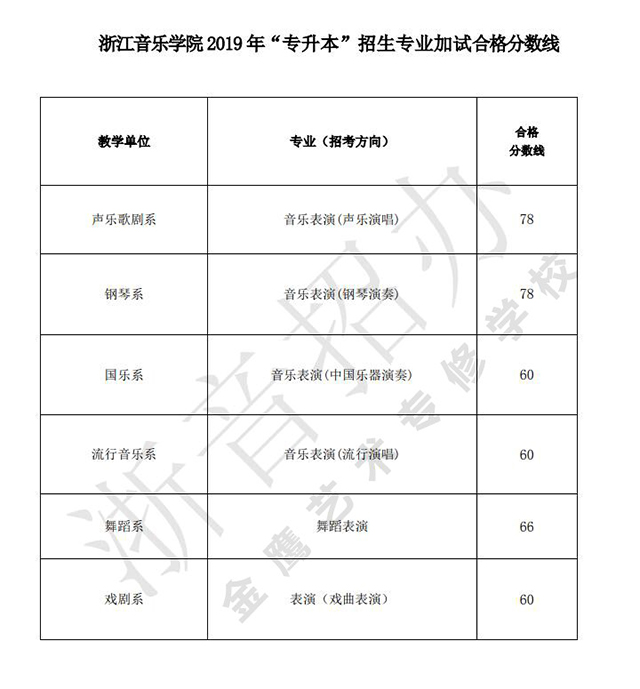 浙江音乐学院2019年“专升本”招生专业加试合格分数线
教学单位 专业（招考方向） 合格
分数线
声乐歌剧系 音乐表演(声乐演唱) 78
钢琴系 音乐表演(钢琴演奏) 78
国乐系 音乐表演(中国乐器演奏) 60
流行音乐系 音乐表演(流行演唱) 60
舞蹈系 舞蹈表演 66
戏剧系 表演（戏曲表演） 60
浙音招办
金鹰艺术专修学校